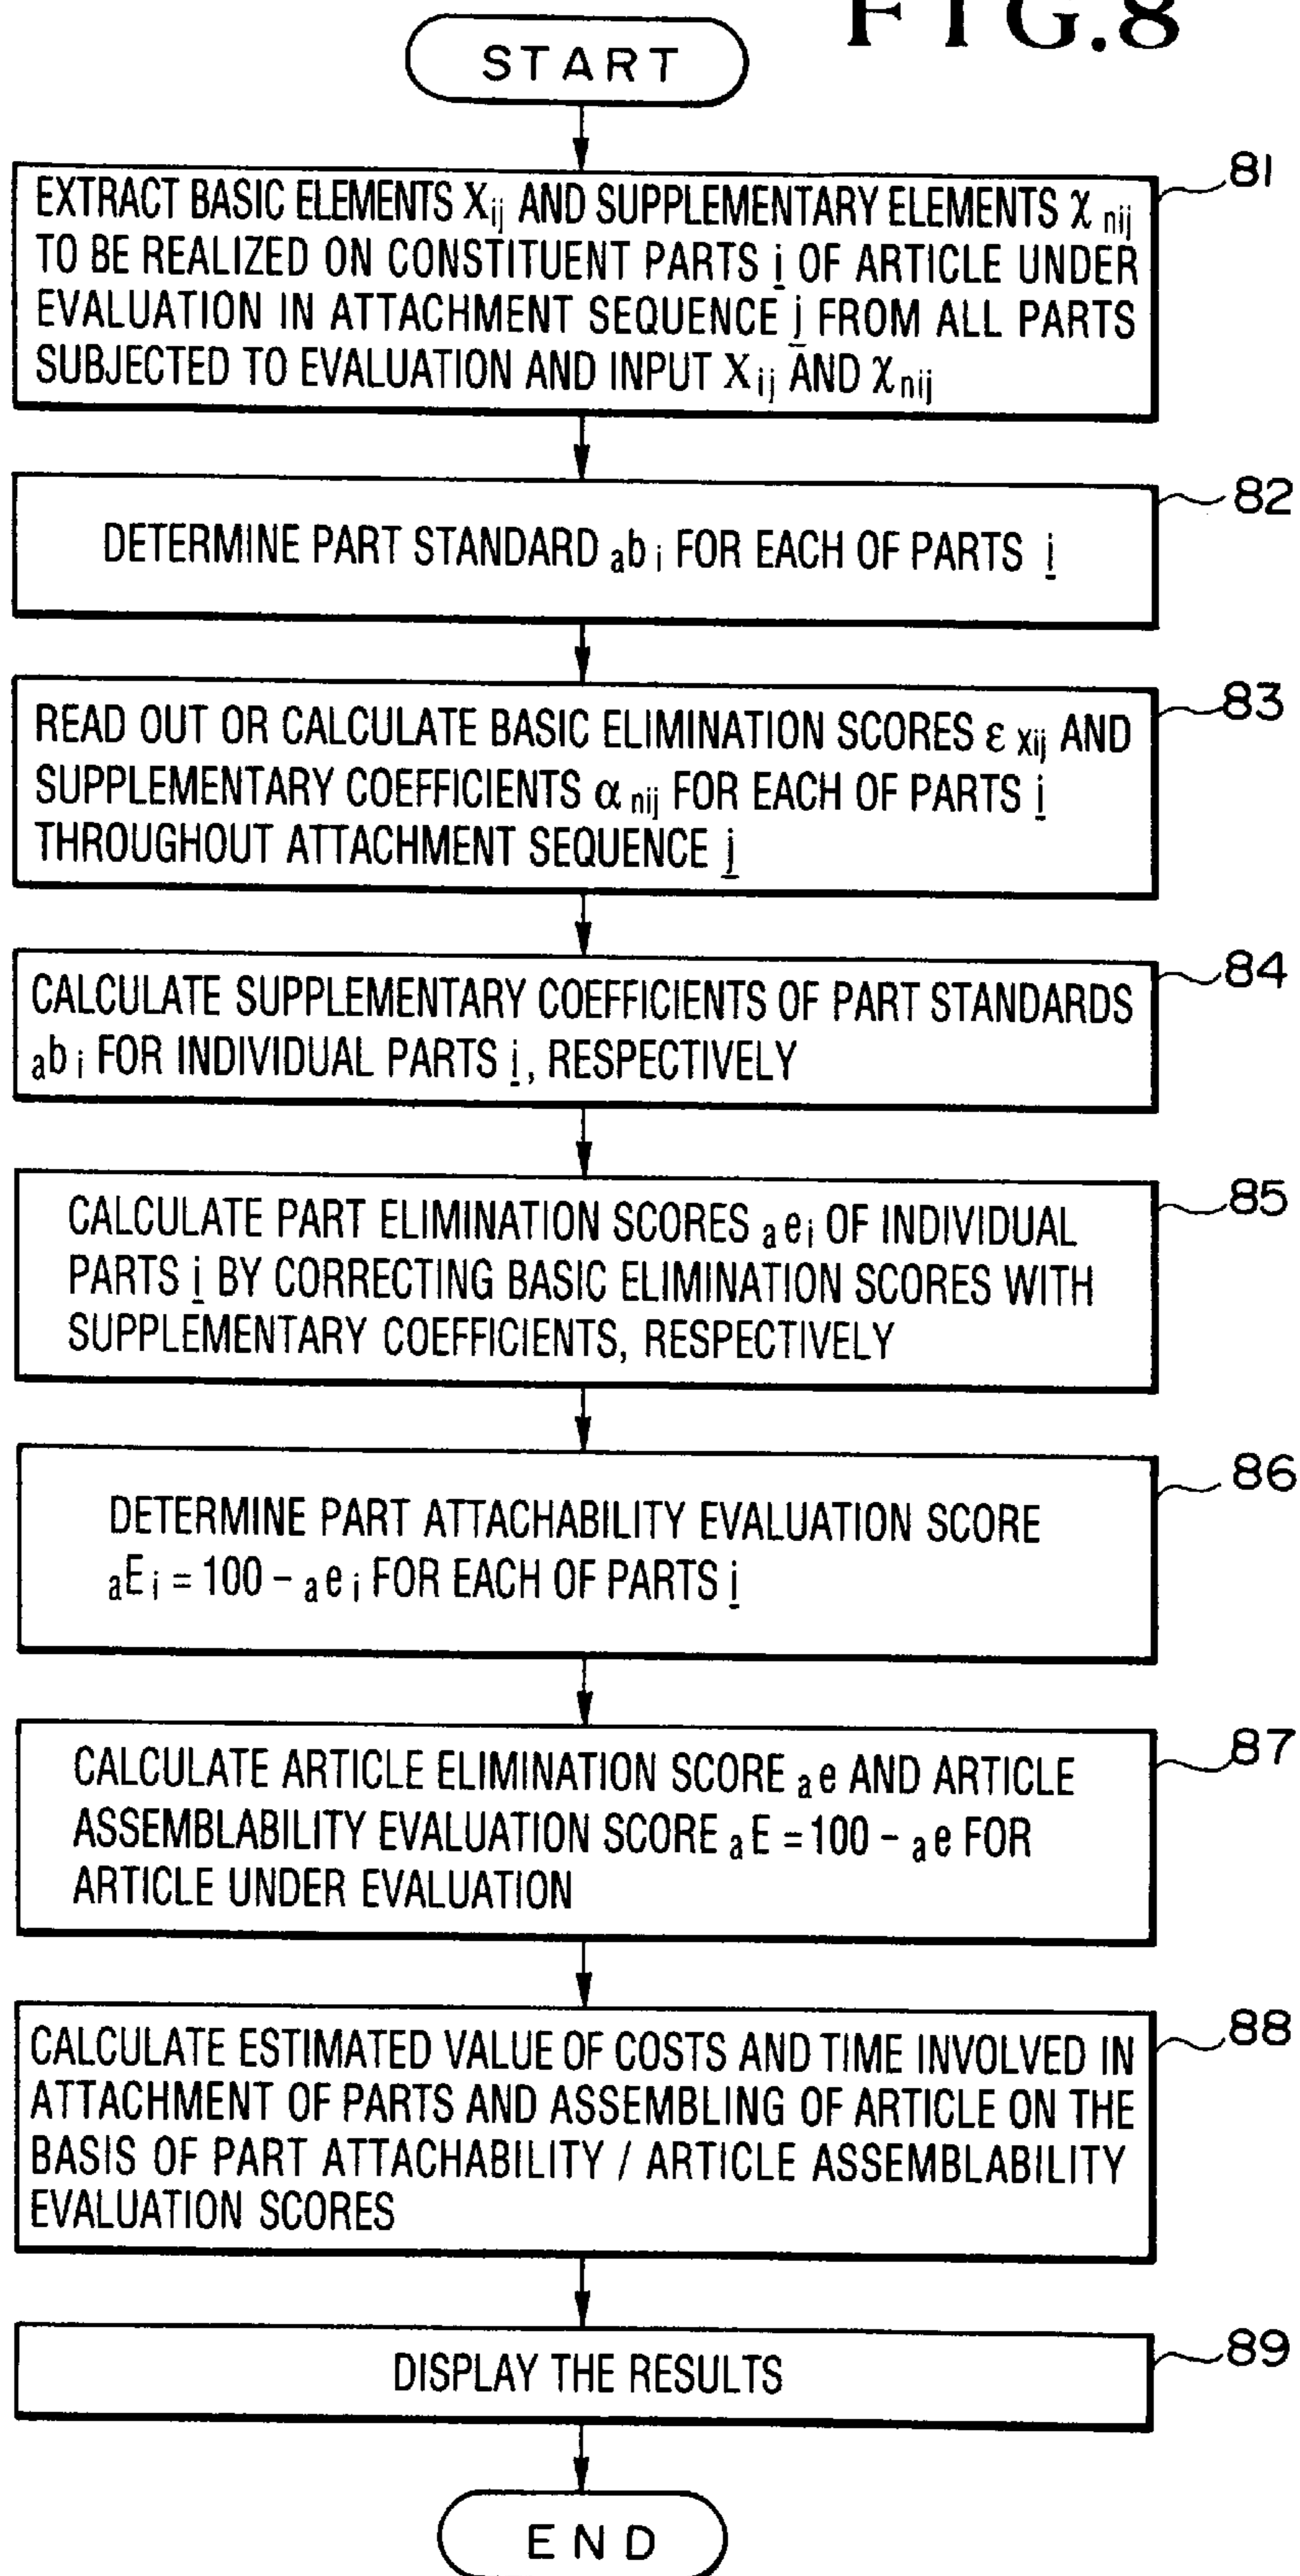 FIG.8
START
81
EXTRACT BASIC ELEMENTS Xij AND SUPPLEMENTARY ELEMENTS χnij
TO BE REALIZED ON CONSTITUENT PARTS i OF ARTICLE UNDER
EVALUATION IN ATTACHMENT SEQUENCE j FROM ALL PARTS
SUBJECTED TO EVALUATION AND INPUT Xij AND χnij
82
DETERMINE PART STANDARD abi FOR EACH OF PARTS i
83
READ OUT OR CALCULATE BASIC ELIMINATION SCORES εxij AND
SUPPLEMENTARY COEFFICIENTS αnij FOR EACH OF PARTS i
THROUGHOUT ATTACHMENT SEQUENCE j
84
CALCULATE SUPPLEMENTARY COEFFICIENTS OF PART STANDARDS
abi FOR INDIVIDUAL PARTS i, RESPECTIVELY
85
CALCULATE PART ELIMINATION SCORES aei OF INDIVIDUAL
PARTS i BY CORRECTING BASIC ELIMINATION SCORES WITH
SUPPLEMENTARY COEFFICIENTS, RESPECTIVELY
86
DETERMINE PART ATTACHABILITY EVALUATION SCORE
aEi = 100 - aei FOR EACH OF PARTS i
87
CALCULATE ARTICLE ELIMINATION SCORE ae AND ARTICLE
ASSEMBLABILITY EVALUATION SCORE aE = 100 - ae FOR
ARTICLE UNDER EVALUATION
88
CALCULATE ESTIMATED VALUE OF COSTS AND TIME INVOLVED IN
ATTACHMENT OF PARTS AND ASSEMBLING OF ARTICLE ON THE
BASIS OF PART ATTACHABILITY / ARTICLE ASSEMBLABILITY
EVALUATION SCORES
89
DISPLAY THE RESULTS
END